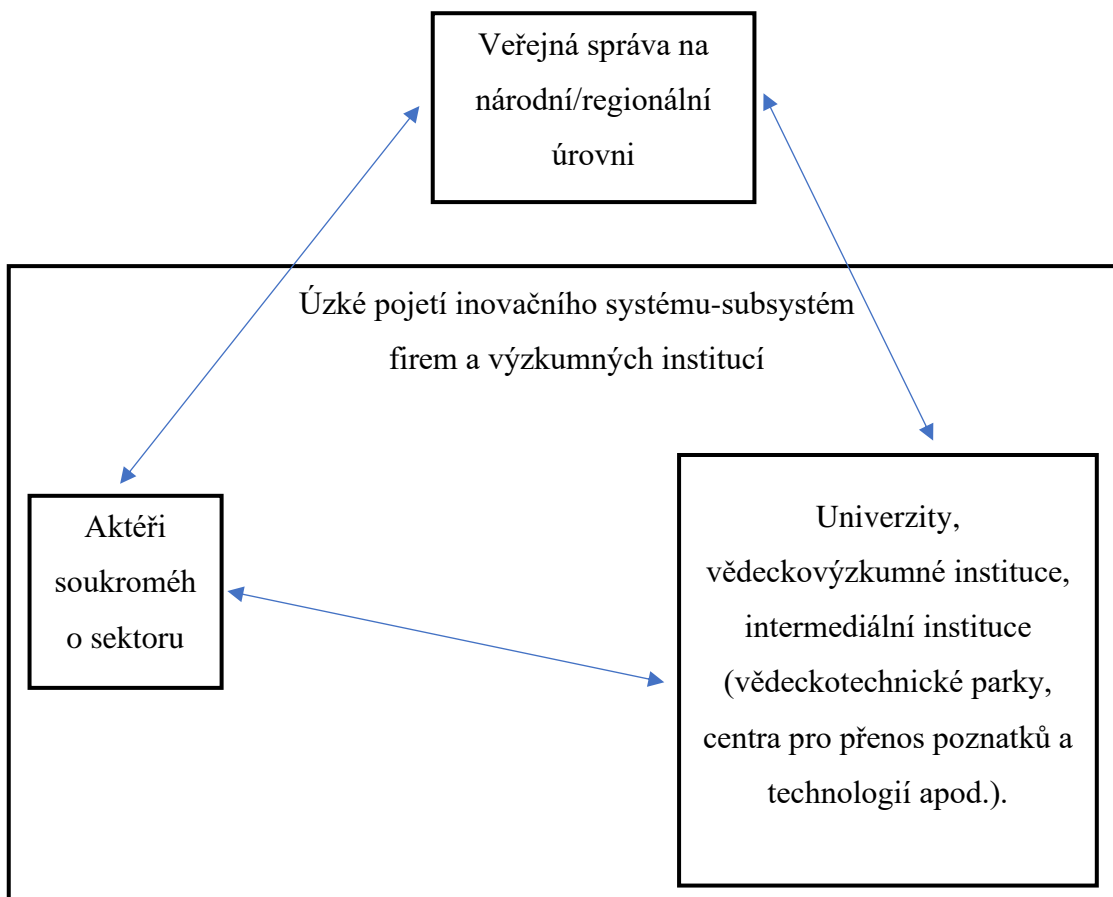 Veřejná správa na
národní/regionální
úrovni
Úzké pojetí inovačního systému-subsystém
firem a výzkumných institucí
Aktéři
soukroméh
o sektoru
Univerzity,
vědeckovýzkumné instituce,
intermediální instituce
(vědeckotechnické parky,
centra pro přenos poznatků a
technologií apod.).